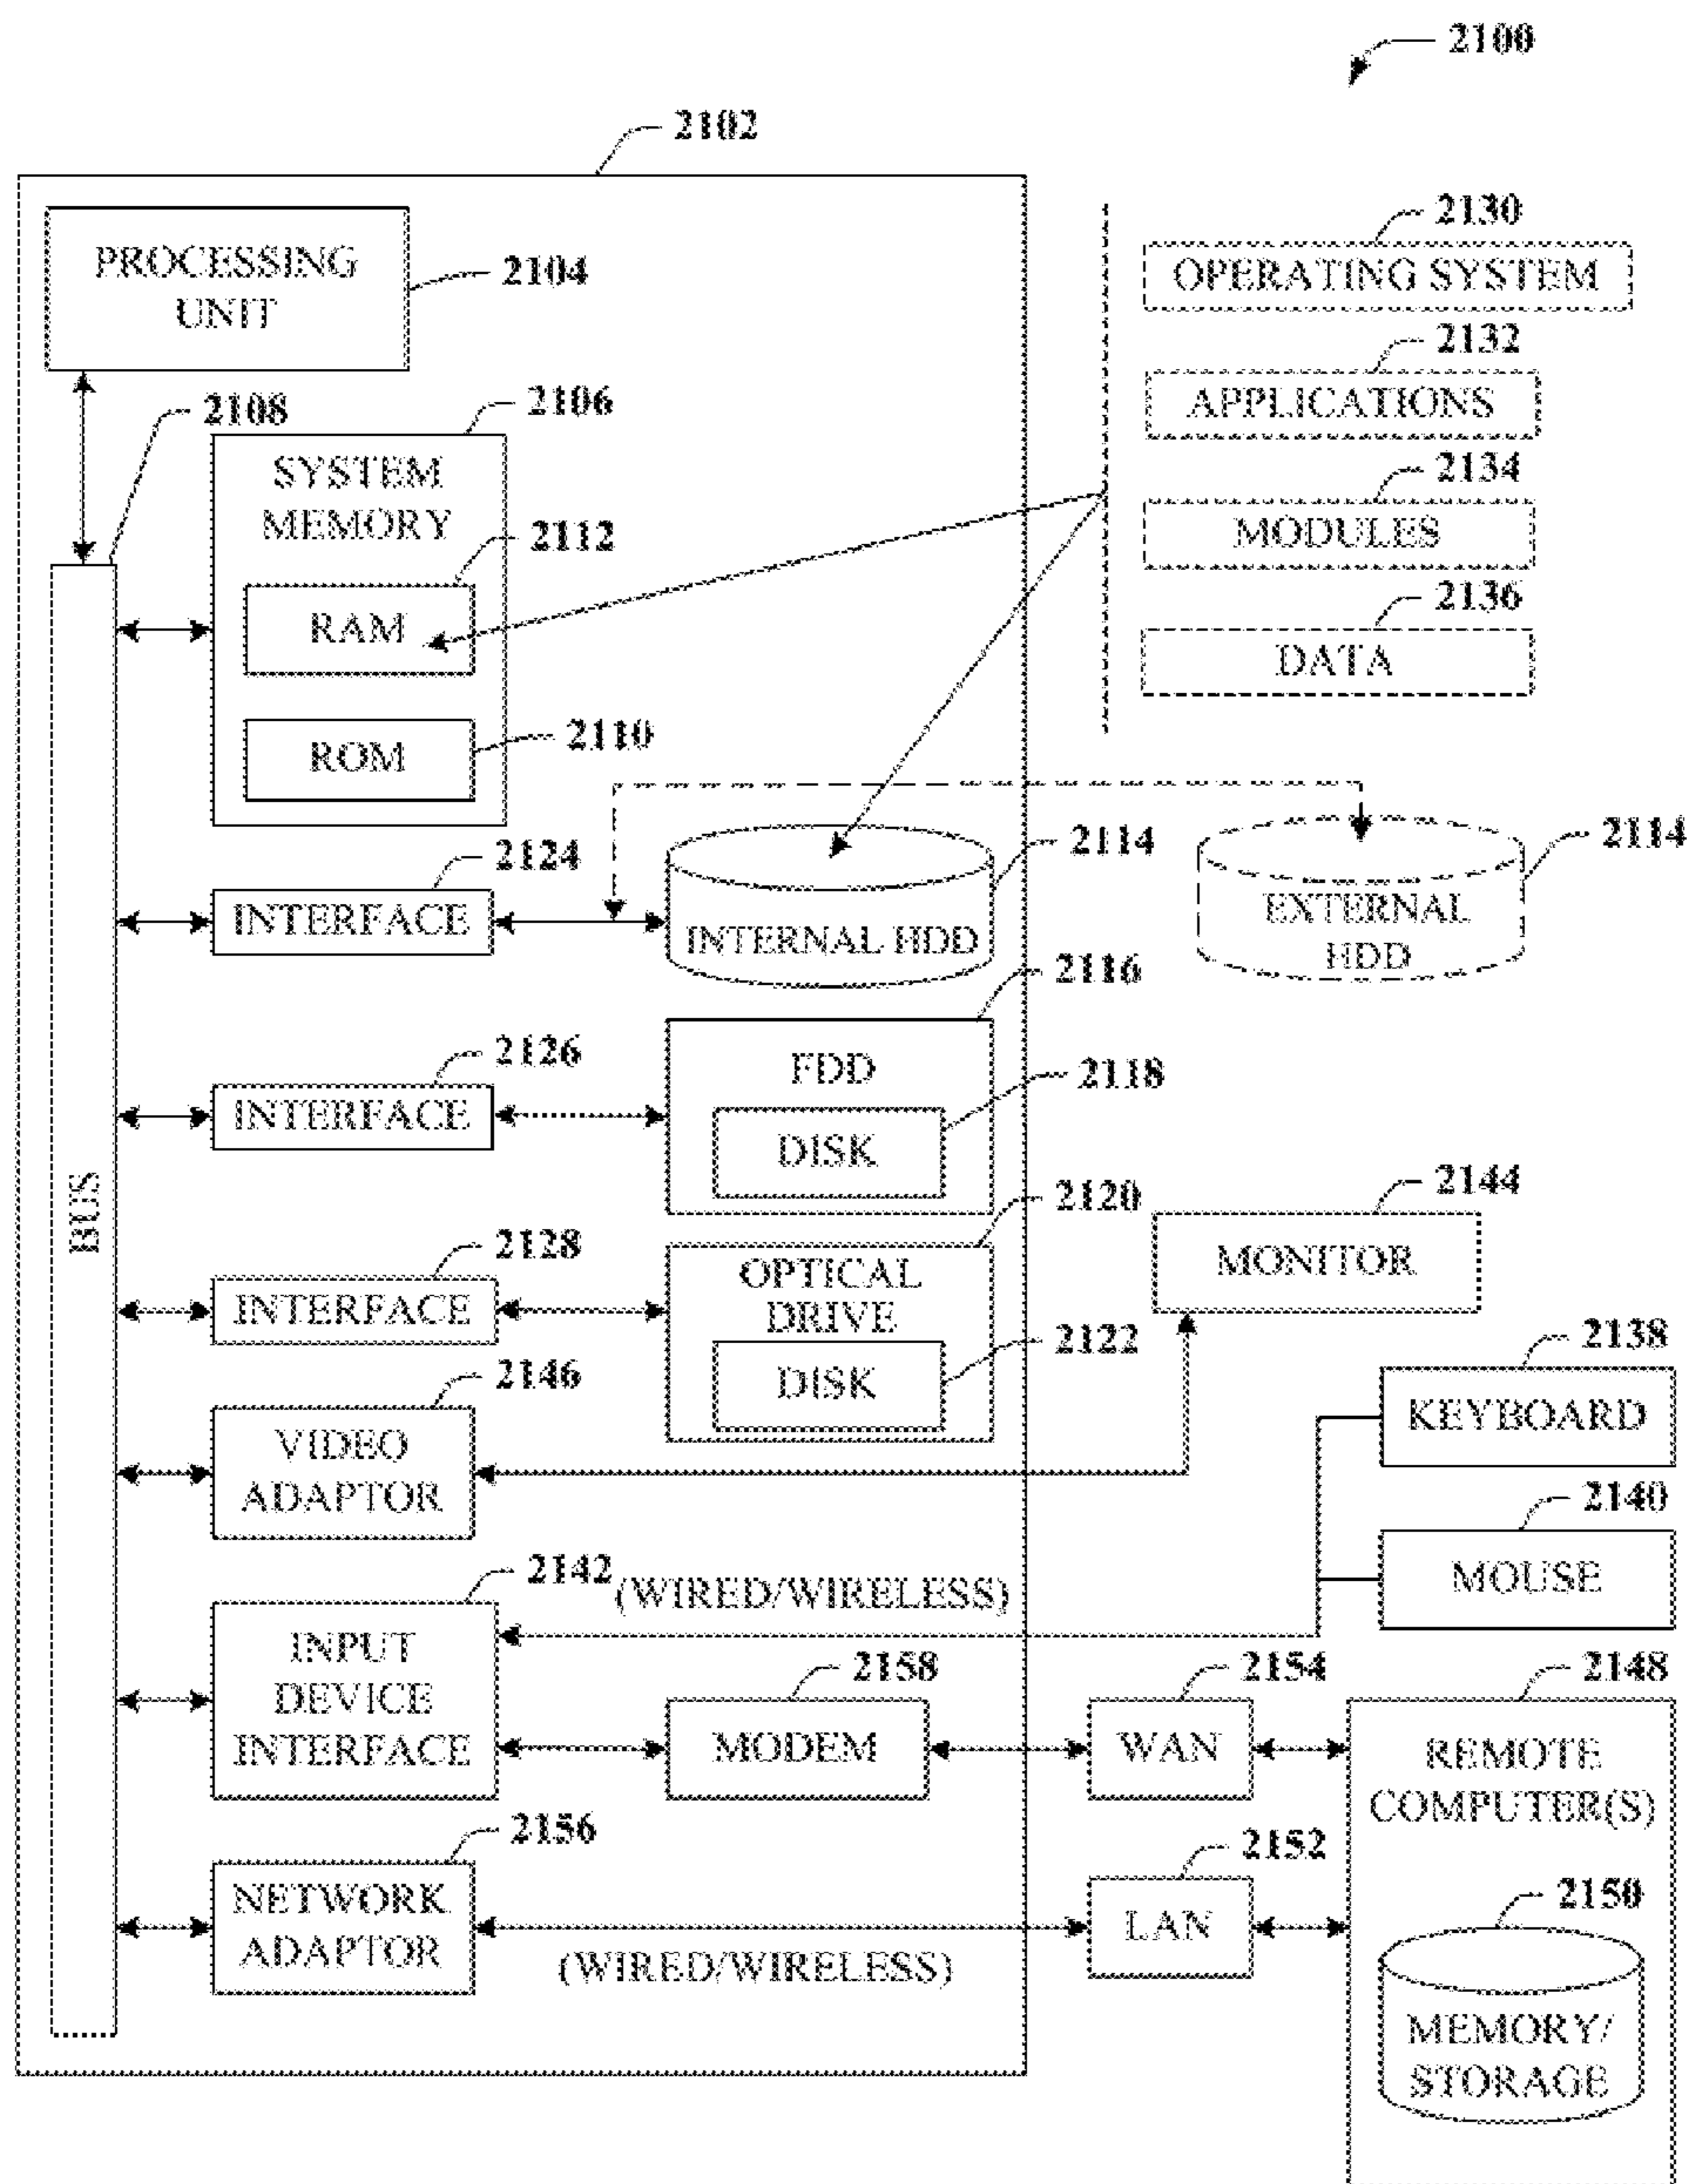 2100
2102
PROCESSING
UNIT
2104
2130
OPERATING SYSTEM
2132
APPLICATIONS
2134
MODULES
2136
DATA
2108
2106
SYSTEM
MEMORY
2112
RAM
ROM
2110
2124
INTERFACE
INTERNAL HDD
2114
EXTERNAL
HDD
2114
2116
2126
INTERFACE
FDD
2118
DISK
BUS
2120
2128
INTERFACE
OPTICAL
DRIVE
2122
DISK
2144
MONITOR
2146
VIDEO
ADAPTOR
2138
KEYBOARD
2140
MOUSE
2142
(WIRED/WIRELESS)
INPUT
DEVICE
INTERFACE
2158
MODEM
2154
WAN
2148
REMOTE
COMPUTER(S)
2156
NETWORK
ADAPTOR
(WIRED/WIRELESS)
2152
LAN
2150
MEMORY/
STORAGE